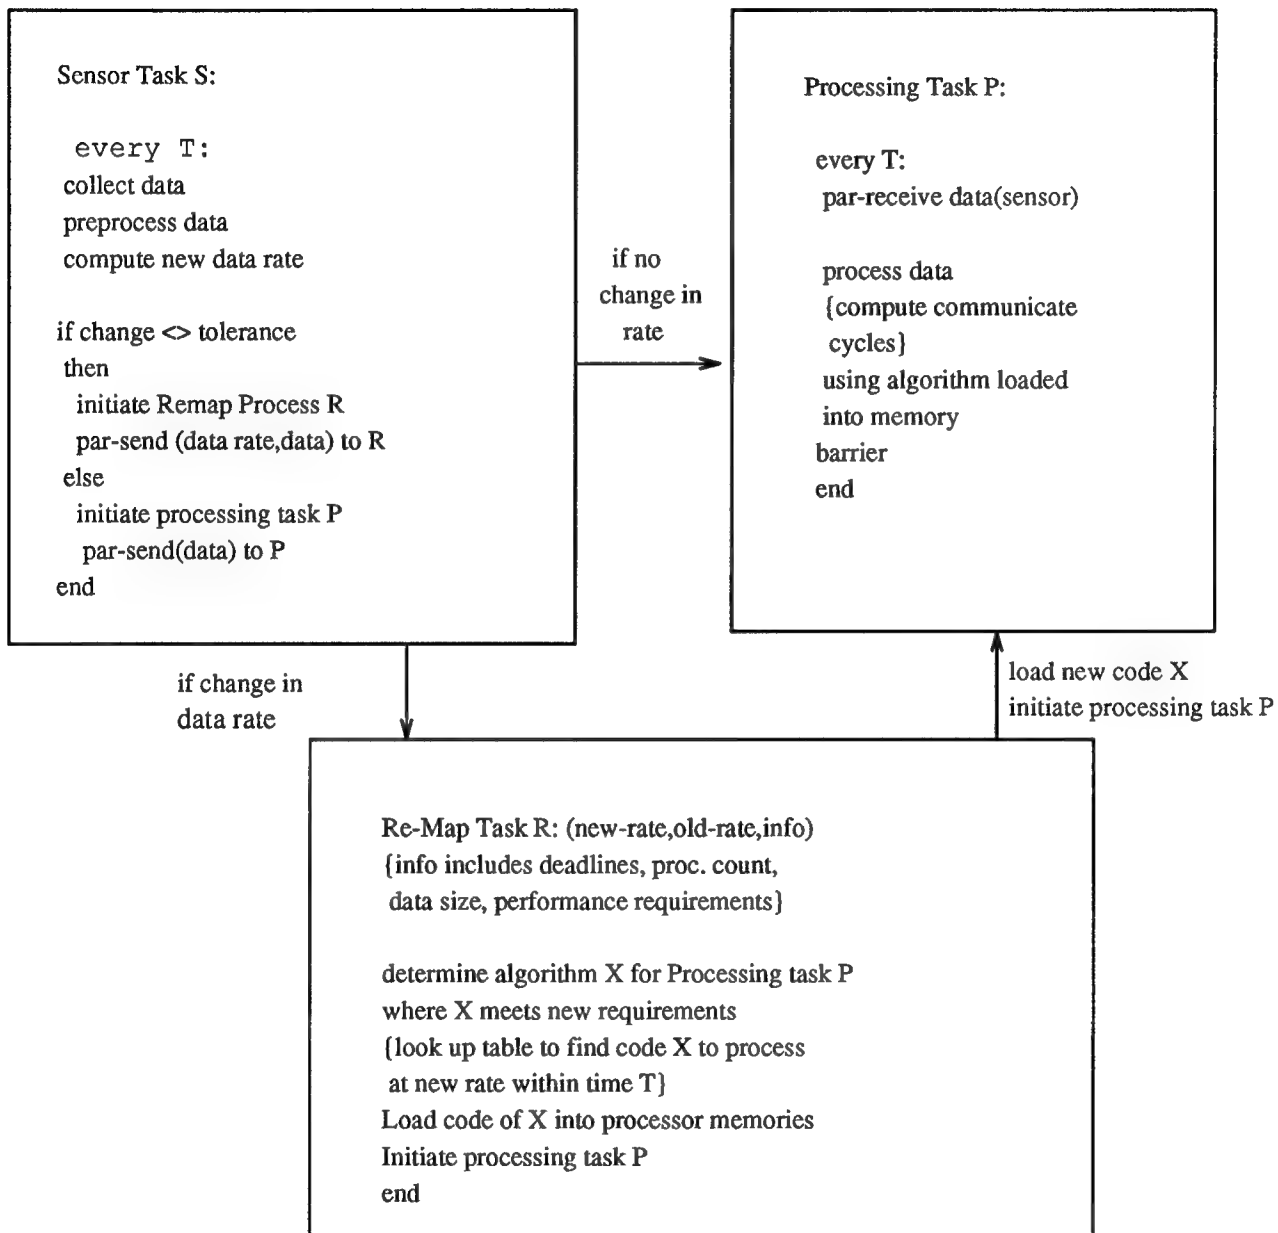 Sensor Task S:
every T:
collect data
preprocess data
compute new data rate
if change <> tolerance
then
initiate Remap Process R
par-send (data rate,data) to R
else
initiate processing task P
par-send(data) to P
end
if no
change in
rate
Processing Task P:
every T:
par-receive data(sensor)
process data
{compute communicate
cycles}
using algorithm loaded
into memory
barrier
end
if change in
data rate
load new code X
initiate processing task P
Re-Map Task R: (new-rate,old-rate,info)
{info includes deadlines, proc. count,
data size, performance requirements}
determine algorithm X for Processing task P
where X meets new requirements
{look up table to find code X to process
at new rate within time T}
Load code of X into processor memories
Initiate processing task P
end